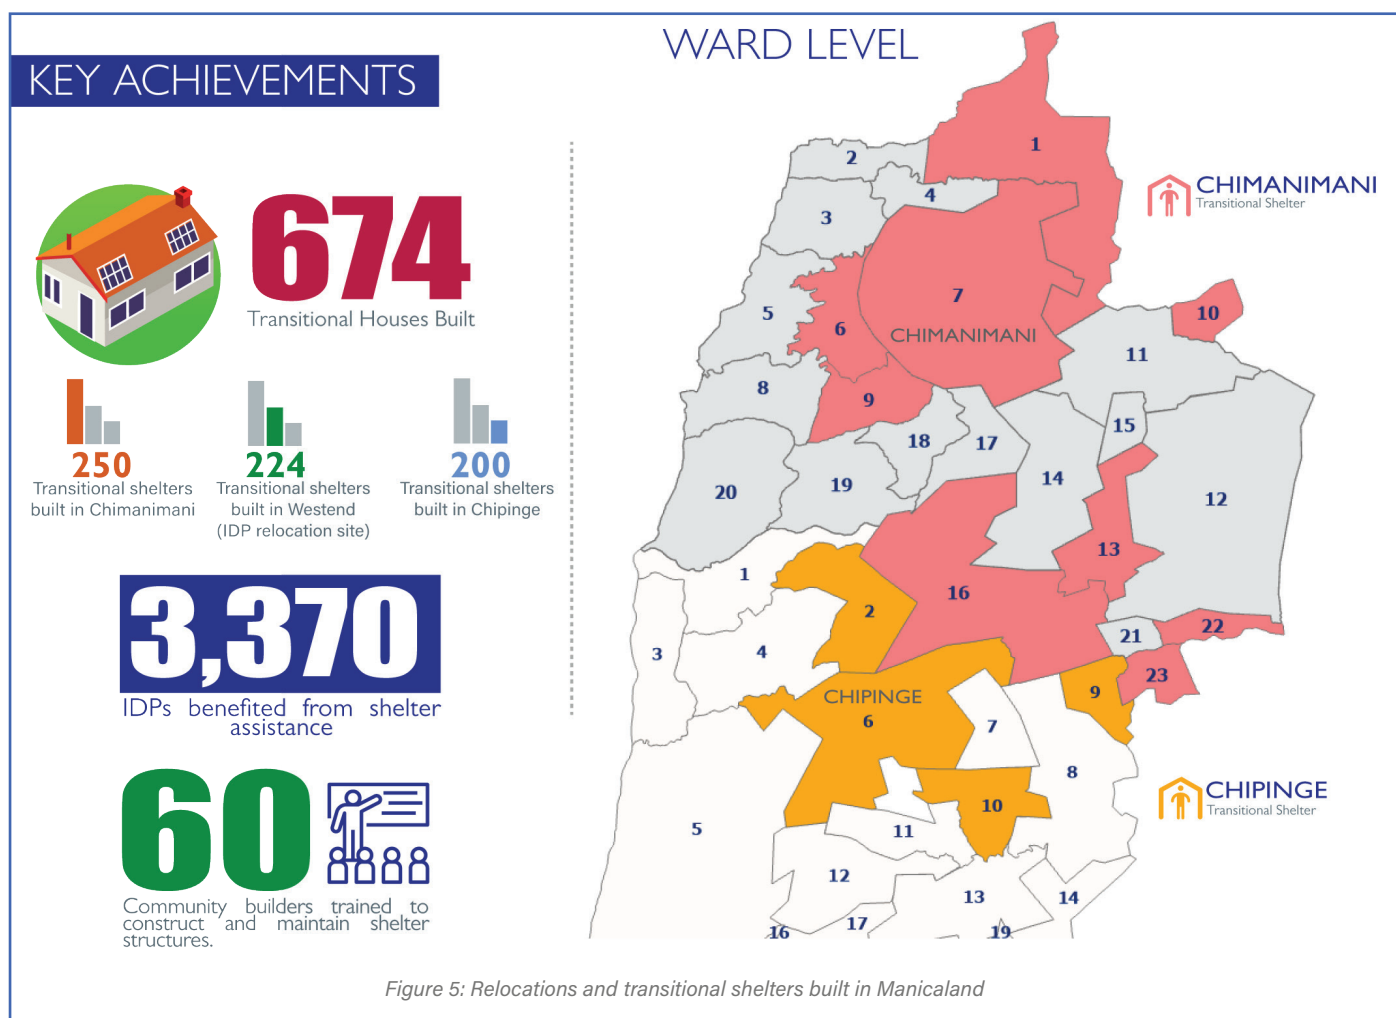 KEY ACHIEVEMENTS
674
Transitional Houses Built
250
Transitional shelters
built in Chimanimani
224
Transitional shelters
built in Westend
(IDP relocation site)
200
Transitional shelters
built in Chipinge
3,370
IDPs benefited from shelter
assistance
60
Community builders trained to
construct and maintain shelter
structures.
WARD LEVEL
1
2
4
3
7
CHIMANIMANI
5
6
10
11
8
9
15
18
17
14
20
19
12
13
16
21
22
23
CHIMANIMANI
Transitional Shelter
1
2
3
4
CHIPINGE
6
9
7
8
10
5
11
12
13
14
17
16
19
CHIPINGE
Transitional Shelter
Figure 5: Relocations and transitional shelters built in Manicaland